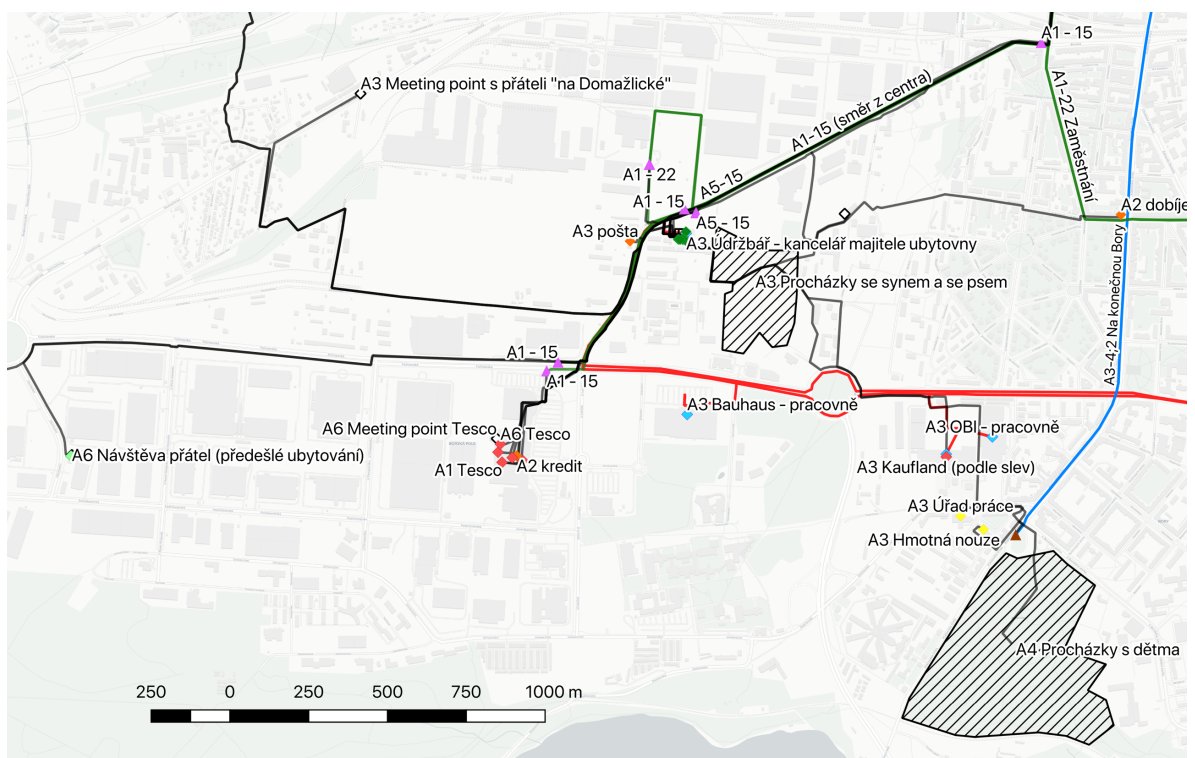 A1 - 15
A3 Meeting point s přáteli "na Domažlické"
A1-22 Zaměstnání
A1-15 (směr z centra)
A1 - 22
A5-15
A1 - 15
A2 dobíje
A5 - 15
A3 pošta
A3 Údržbář - kancelář majitele ubytovny
A3 Procházky se synem a se psem
A3-4;2 Na konečnou Bory
A1 - 15
A1 - 15
A3 Bauhaus - pracovně
A6 Meeting point Tesco
A6 Tesco
A3 OBI - pracovně
A6 Návštěva přátel (předešlé ubytování)
A1 Tesco
A2 kredit
A3 Kaufland (podle slev)
A3 Úřad práce
A3 Hmotná nouze
A4 Procházky s dětma
250 0 250 500 750 1000 m